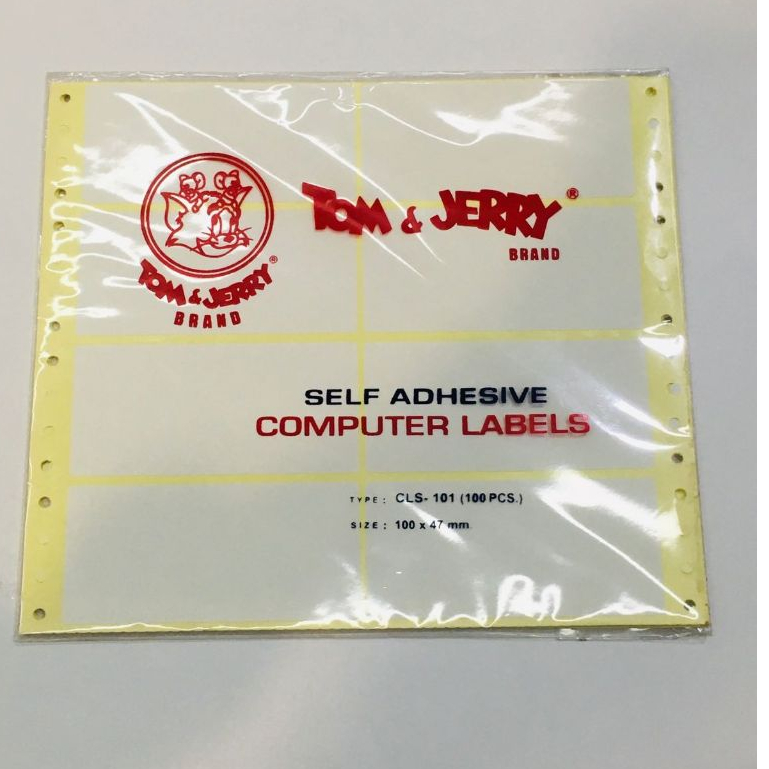 TOM & JERRY®
BRAND
TOM & JERRY®
BRAND
SELF ADHESIVE
COMPUTER LABELS
TYPE : CLS- 101 (100 PCS.)
SIZE : 100 x 47 mm